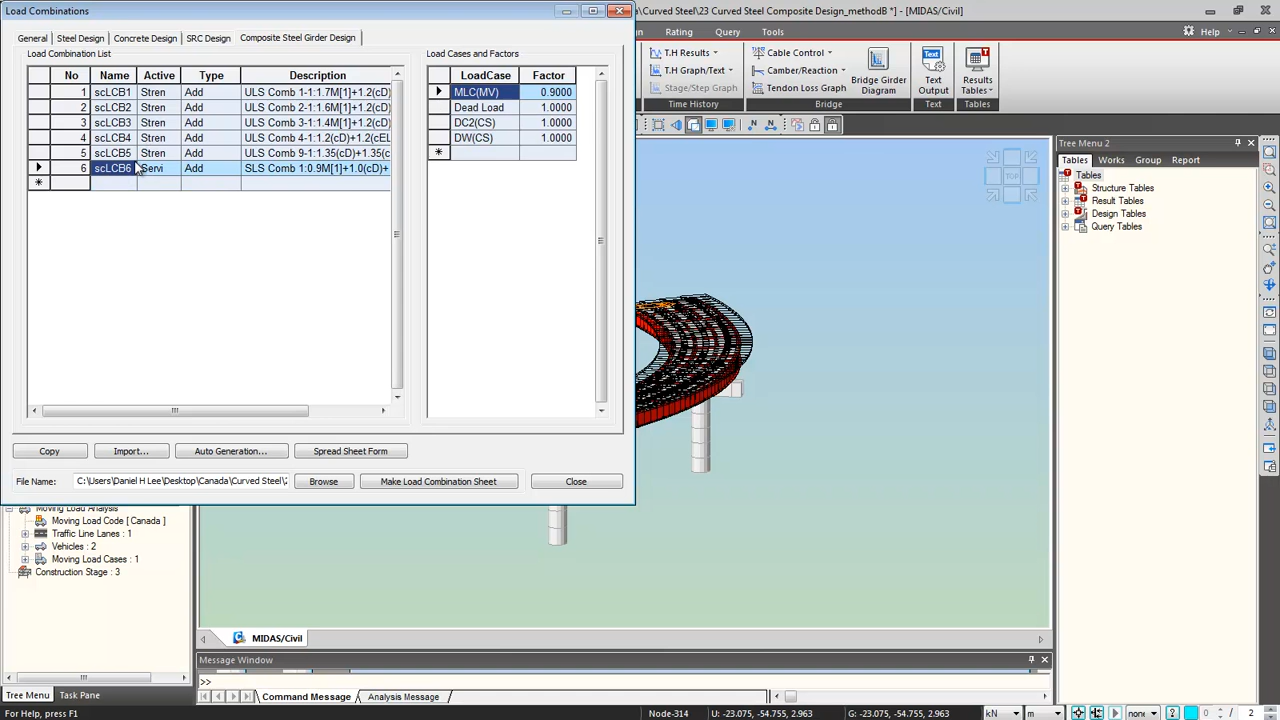 Load Combinations
/Curved Steel\23 Curved Steel Composite Design_methodB *] - [MIDAS/Civil]
Rating Query Tools Help
General Steel Design Concrete Design SRC Design Composite Steel Girder Design
Load Combination List
No Name Active Type Description
1 scLCB1 Stren Add ULS Comb 1-1:1.7M[1]+1.2(cD)
2 scLCB2 Stren Add ULS Comb 2-1:1.6M[1]+1.2(cD)
3 scLCB3 Stren Add ULS Comb 3-1:1.4M[1]+1.2(cD)
4 scLCB4 Stren Add ULS Comb 4-1:1.2(cD)+1.2(cEL
5 scLCB5 Stren Add ULS Comb 9-1:1.35(cD)+1.35(c
6 scLCB6 Servi Add SLS Comb 1:0.9M[1]+1.0(cD)+
*
Load Cases and Factors
LoadCase Factor
MLC(MV) 0.9000
Dead Load 1.0000
DC2(CS) 1.0000
DW(CS) 1.0000
*
Copy Import... Auto Generation... Spread Sheet Form
File Name: C:\Users\Daniel H Lee\Desktop\Canada\Curved Steel\ Browse Make Load Combination Sheet Close
T.H Results
T.H Graph/Text
Stage/Step Graph
Time History
Cable Control
Camber/Reaction
Tendon Loss Graph
Bridge Girder
Diagram
Bridge
Text
Output
Text
Results
Tables
Tables
TOP
Tree Menu 2
Tables Works Group Report
Tables
Structure Tables
Result Tables
Design Tables
Query Tables
Moving Load Analysis
Moving Load Code [ Canada ]
Traffic Line Lanes : 1
Vehicles : 2
Moving Load Cases : 1
Construction Stage : 3
MIDAS/Civil
Message Window
>>
Tree Menu Task Pane
Command Message Analysis Message
For Help, press F1
Node-314 U: -23.075, -54.755, 2.963 G: -23.075, -54.755, 2.963 kN m none 0 / 2